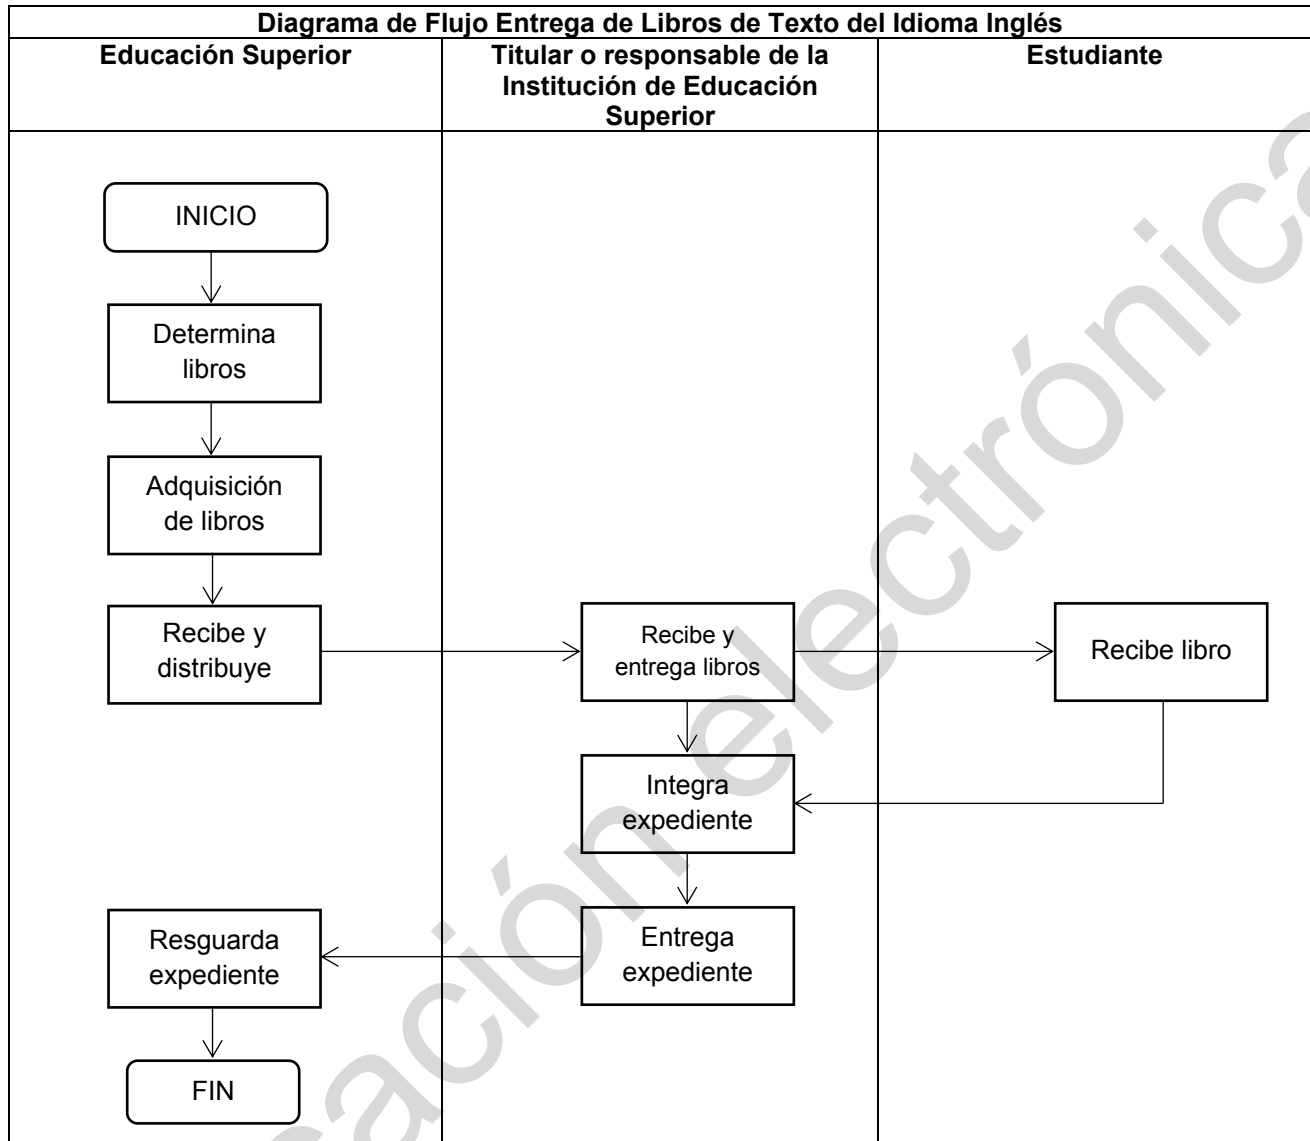 Diagrama de Flujo Entrega de Libros de Texto del Idioma Inglés
Educación Superior
Titular o responsable de la
Institución de Educación
Superior
Estudiante
INICIO
Determina
libros
Adquisición
de libros
Recibe y
distribuye
Recibe y
entrega libros
Recibe libro
Integra
expediente
Entrega
expediente
Resguarda
expediente
FIN
ación electrónica